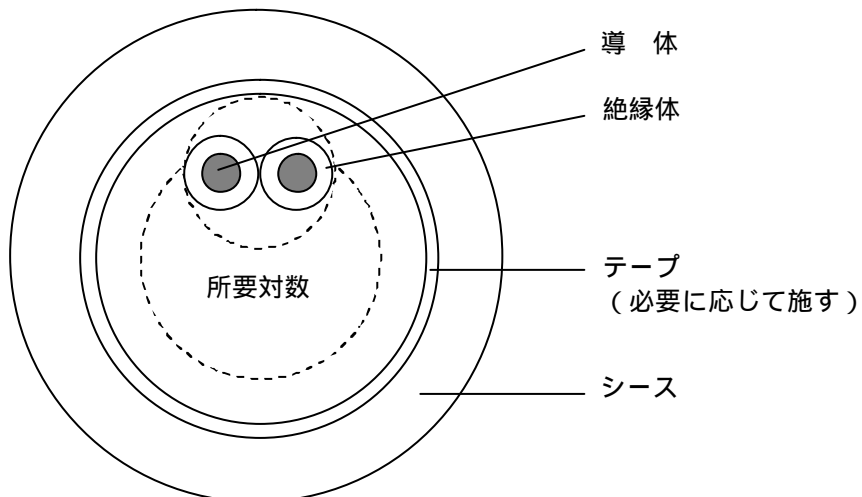 導　体
絶縁体
テープ
（必要に応じて施す）
シース
所要対数